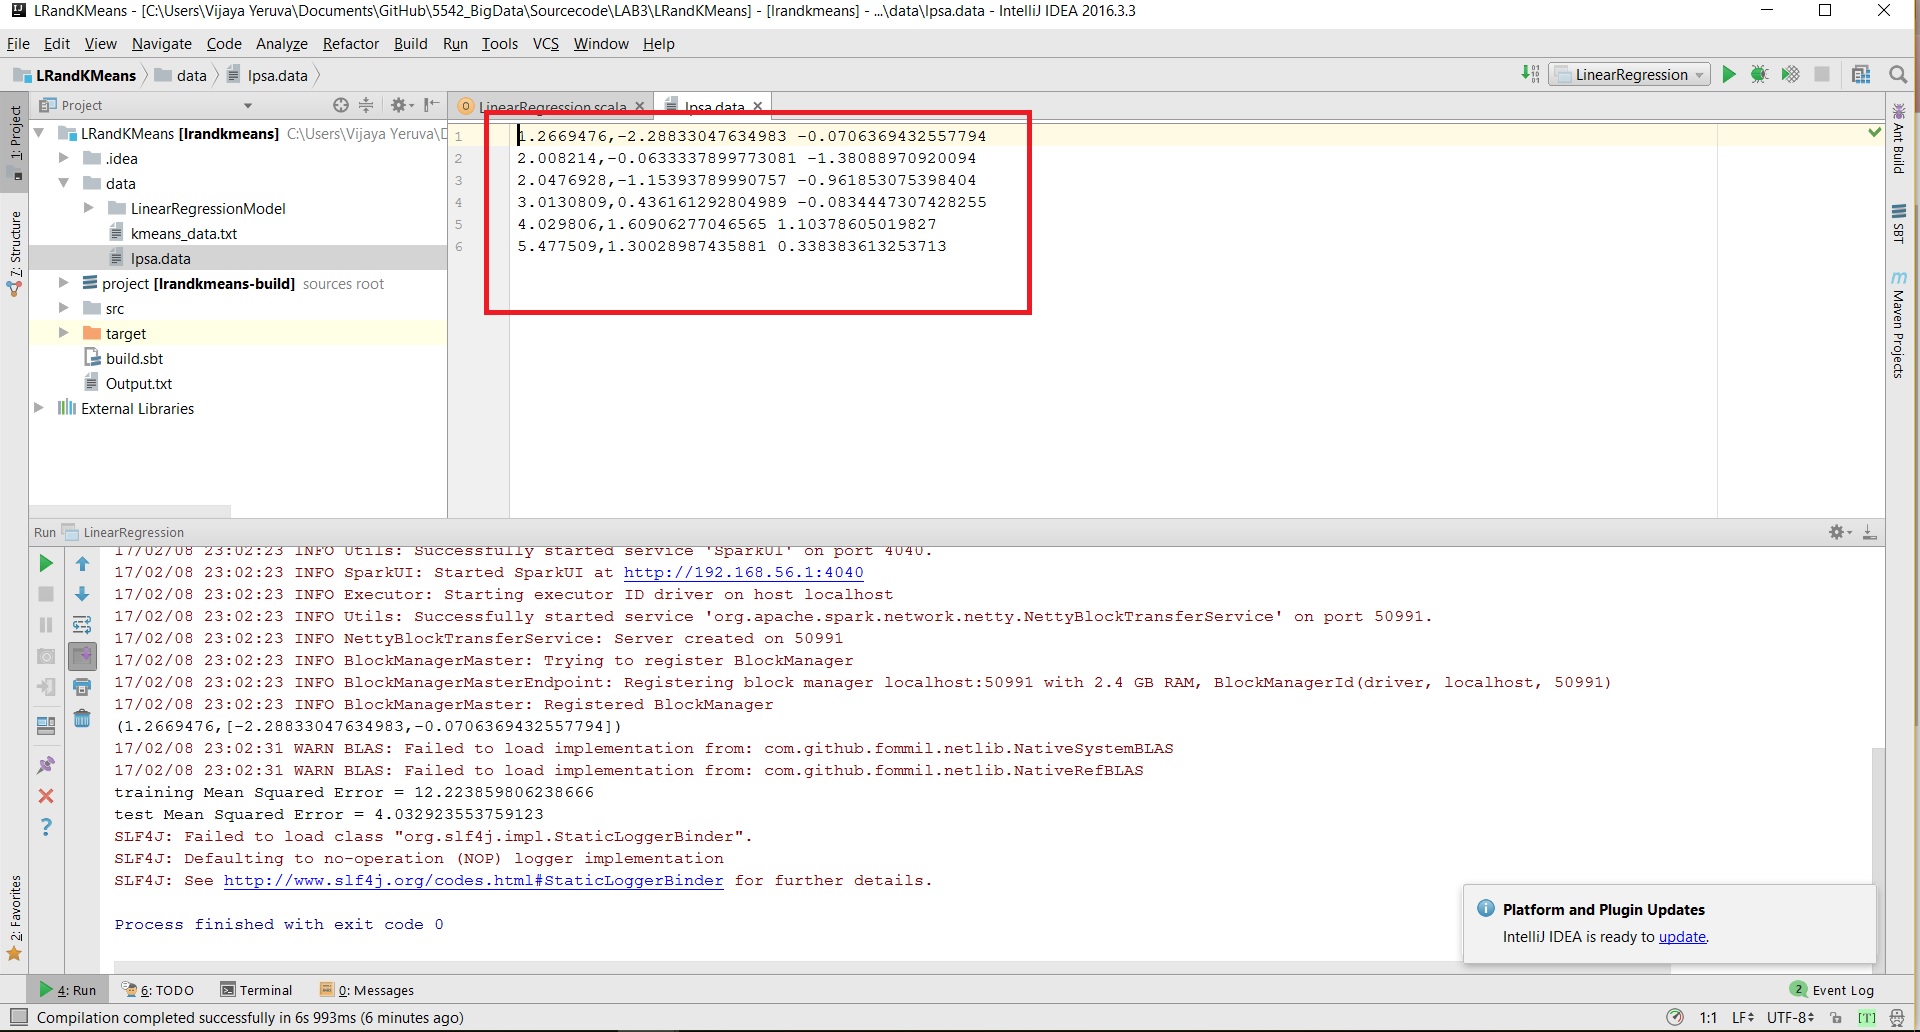 LRandKMeans - [C:\Users\Vijaya Yeruva\Documents\GitHub\5542_BigData\Sourcecode\LAB3\LRandKMeans] - [lrandkmeans] - ...\data\lpsa.data - IntelliJ IDEA 2016.3.3
File Edit View Navigate Code Analyze Refactor Build Run Tools VCS Window Help
LRandKMeans data lpsa.data LinearRegression
Project LinearRegression.scala lpsa.data
1: Project
7: Structure
2: Favorites
LRandKMeans [lrandkmeans] C:\Users\Vijaya Yeruva\D
.idea
data
LinearRegressionModel
kmeans_data.txt
lpsa.data
project [lrandkmeans-build] sources root
src
target
build.sbt
Output.txt
External Libraries
1 1.2669476,-2.28833047634983 -0.0706369432557794
2 2.008214,-0.0633337899773081 -1.38088970920094
3 2.0476928,-1.15393789990757 -0.961853075398404
4 3.0130809,0.436161292804989 -0.0834447307428255
5 4.029806,1.60906277046565 1.10378605019827
6 5.477509,1.30028987435881 0.338383613253713
Ant Build
SBT
Maven Projects
Run LinearRegression
17/02/08 23:02:23 INFO Utils: Successfully started service 'SparkUI' on port 4040.
17/02/08 23:02:23 INFO SparkUI: Started SparkUI at http://192.168.56.1:4040
17/02/08 23:02:23 INFO Executor: Starting executor ID driver on host localhost
17/02/08 23:02:23 INFO Utils: Successfully started service 'org.apache.spark.network.netty.NettyBlockTransferService' on port 50991.
17/02/08 23:02:23 INFO NettyBlockTransferService: Server created on 50991
17/02/08 23:02:23 INFO BlockManagerMaster: Trying to register BlockManager
17/02/08 23:02:23 INFO BlockManagerMasterEndpoint: Registering block manager localhost:50991 with 2.4 GB RAM, BlockManagerId(driver, localhost, 50991)
17/02/08 23:02:23 INFO BlockManagerMaster: Registered BlockManager
(1.2669476,[-2.28833047634983,-0.0706369432557794])
17/02/08 23:02:31 WARN BLAS: Failed to load implementation from: com.github.fommil.netlib.NativeSystemBLAS
17/02/08 23:02:31 WARN BLAS: Failed to load implementation from: com.github.fommil.netlib.NativeRefBLAS
training Mean Squared Error = 12.223859806238666
test Mean Squared Error = 4.032923553759123
SLF4J: Failed to load class "org.slf4j.impl.StaticLoggerBinder".
SLF4J: Defaulting to no-operation (NOP) logger implementation
SLF4J: See http://www.slf4j.org/codes.html#StaticLoggerBinder for further details.
Process finished with exit code 0
Platform and Plugin Updates
IntelliJ IDEA is ready to update.
4: Run 6: TODO Terminal 0: Messages 2 Event Log
Compilation completed successfully in 6s 993ms (6 minutes ago) 1:1 LF UTF-8 [T]